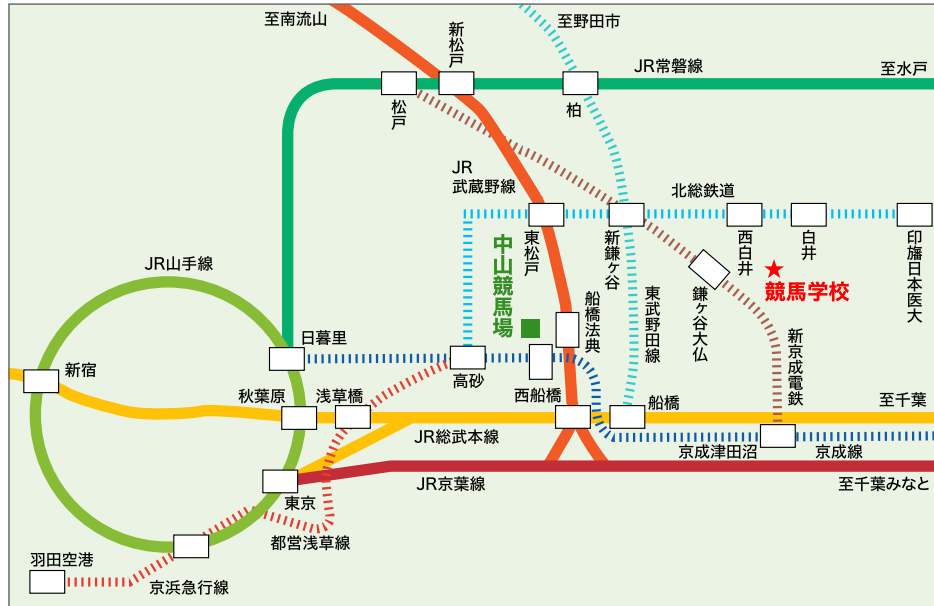 至南流山
至野田市
新松戸
JR常磐線
至水戸
松戸
柏
JR
武蔵野線
北総鉄道
中山競馬場
東松戸
新鎌ヶ谷
西白井
白井
印旛日本医大
競馬学校
JR山手線
船橋法典
東武野田線
鎌ヶ谷大仏
新京成電鉄
日暮里
新宿
高砂
秋葉原
浅草橋
西船橋
船橋
至千葉
JR総武本線
京成津田沼
京成線
JR京葉線
至千葉みなと
東京
都営浅草線
羽田空港
京浜急行線